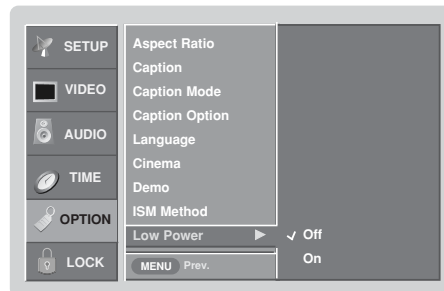 SETUP
VIDEO
AUDIO
TIME
OPTION
LOCK
Aspect Ratio
Caption
Caption Mode
Caption Option
Language
Cinema
Demo
ISM Method
Low Power
MENU Prev.
Off
On